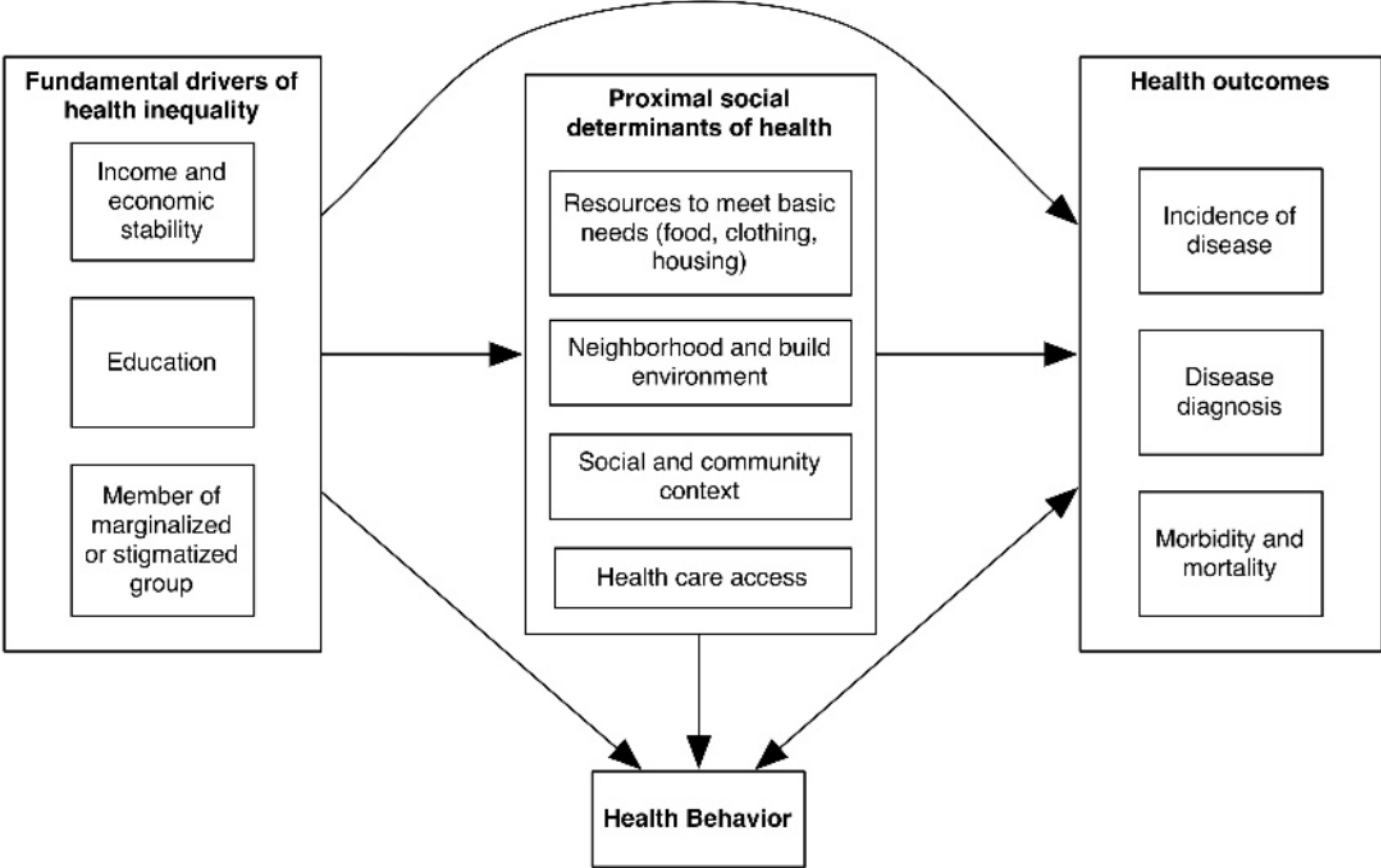 Fundamental drivers of
health inequality
Income and
economic
stability
Education
Member of
marginalized
or stigmatized
group
Proximal social
determinants of health
Resources to meet basic
needs (food, clothing,
housing)
Neighborhood and build
environment
Social and community
context
Health care access
Health outcomes
Incidence of
disease
Disease
diagnosis
Morbidity and
mortality
Health Behavior